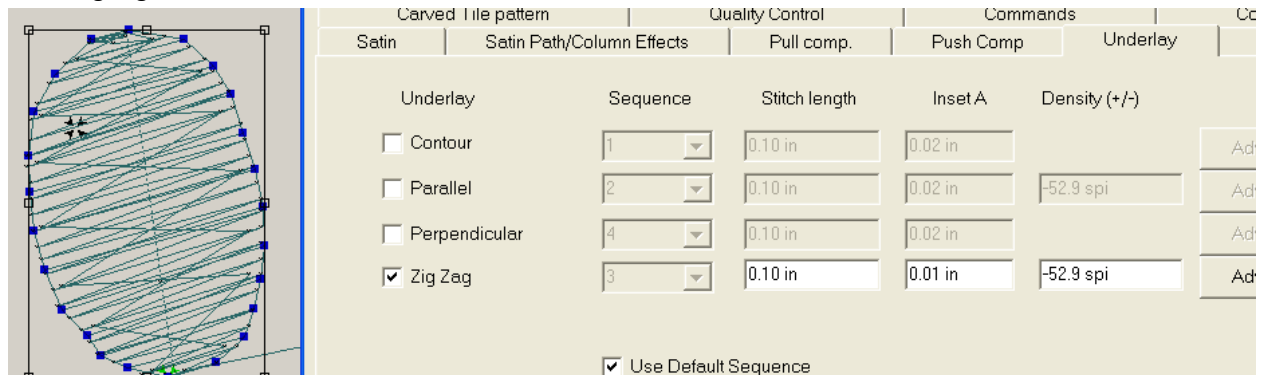 Carved Tile pattern Quality Control Commands
Satin Satin Path/Column Effects Pull comp. Push Comp Underlay
Underlay Sequence Stitch length Inset A Density (+/-)
Contour 1 0.10 in 0.02 in
Parallel 2 0.10 in 0.02 in -52.9 spi
Perpendicular 4 0.10 in 0.02 in
Zig Zag 3 0.10 in 0.01 in -52.9 spi
Use Default Sequence